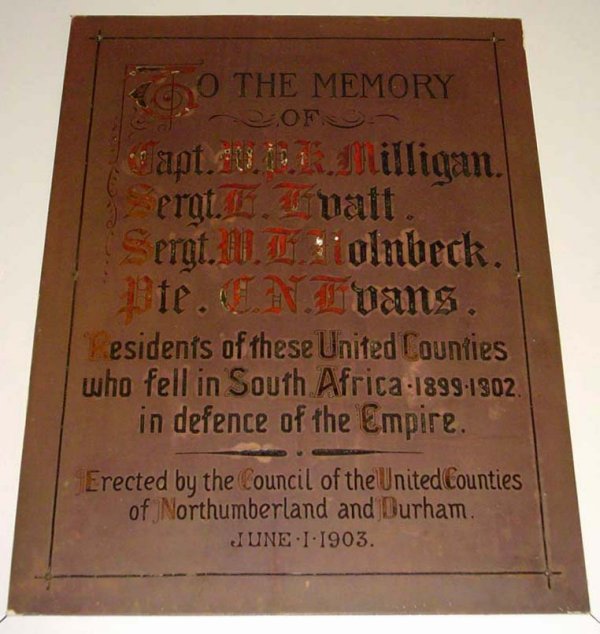 TO THE MEMORY
OF
Capt. W. P. K. Milligan.
Sergt. E. Evatt.
Sergt. W. E. Holnbeck.
Pte. C. N. Evans.
Residents of these United Counties
who fell in South Africa·1899·1902.
in defence of the Empire.
Erected by the Council of the United Counties
of Northumberland and Durham.
JUNE·1·1903.